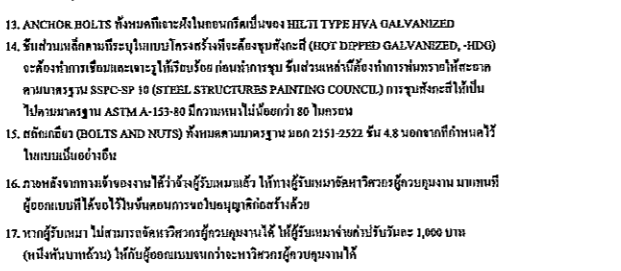 13. ANCHOR BOLTS ทั้งหมดที่เจาะฝังในคอนกรีตเป็นของ HILTI TYPE HVA GALVANIZED
14. ชิ้นส่วนเหล็กตามที่ระบุในแบบโครงสร้างที่จะต้องชุบสังกะสี (HOT DIPPED GALVANIZED, -HDG)
จะต้องทำการเชื่อมและเจาะรูให้เรียบร้อย ก่อนทำการชุบ ชิ้นส่วนเหล่านี้ต้องทำการพ่นทรายให้สะอาด
ตามมาตรฐาน SSPC-SP 10 (STEEL STRUCTURES PAINTING COUNCIL) การชุบสังกะสีให้เป็น
ไปตามมาตรฐาน ASTM A-153-80 มีความหนาไม่น้อยกว่า 80 ไมครอน
15. สลักเกลียว (BOLTS AND NUTS) ทั้งหมดตามมาตรฐาน มอก 2151-2522 ชั้น 4.8 นอกจากที่กำหนดไว้
ในแบบเป็นอย่างอื่น
16. ภายหลังจากทางเจ้าของงานได้ว่าจ้างผู้รับเหมาแล้ว ให้ทางผู้รับเหมาจัดหาวิศวกรผู้ควบคุมงาน มาแทนที่
ผู้ออกแบบที่ได้ขอไว้ในขั้นตอนการขอใบอนุญาติก่อสร้างด้วย
17. หากผู้รับเหมา ไม่สามารถจัดหาวิศวกรผู้ควบคุมงานได้ ให้ผู้รับเหมาจ่ายค่าปรับวันละ 1,000 บาท
(หนึ่งพันบาทถ้วน) ให้กับผู้ออกแบบจนกว่าจะหาวิศวกรผู้ควบคุมงานได้